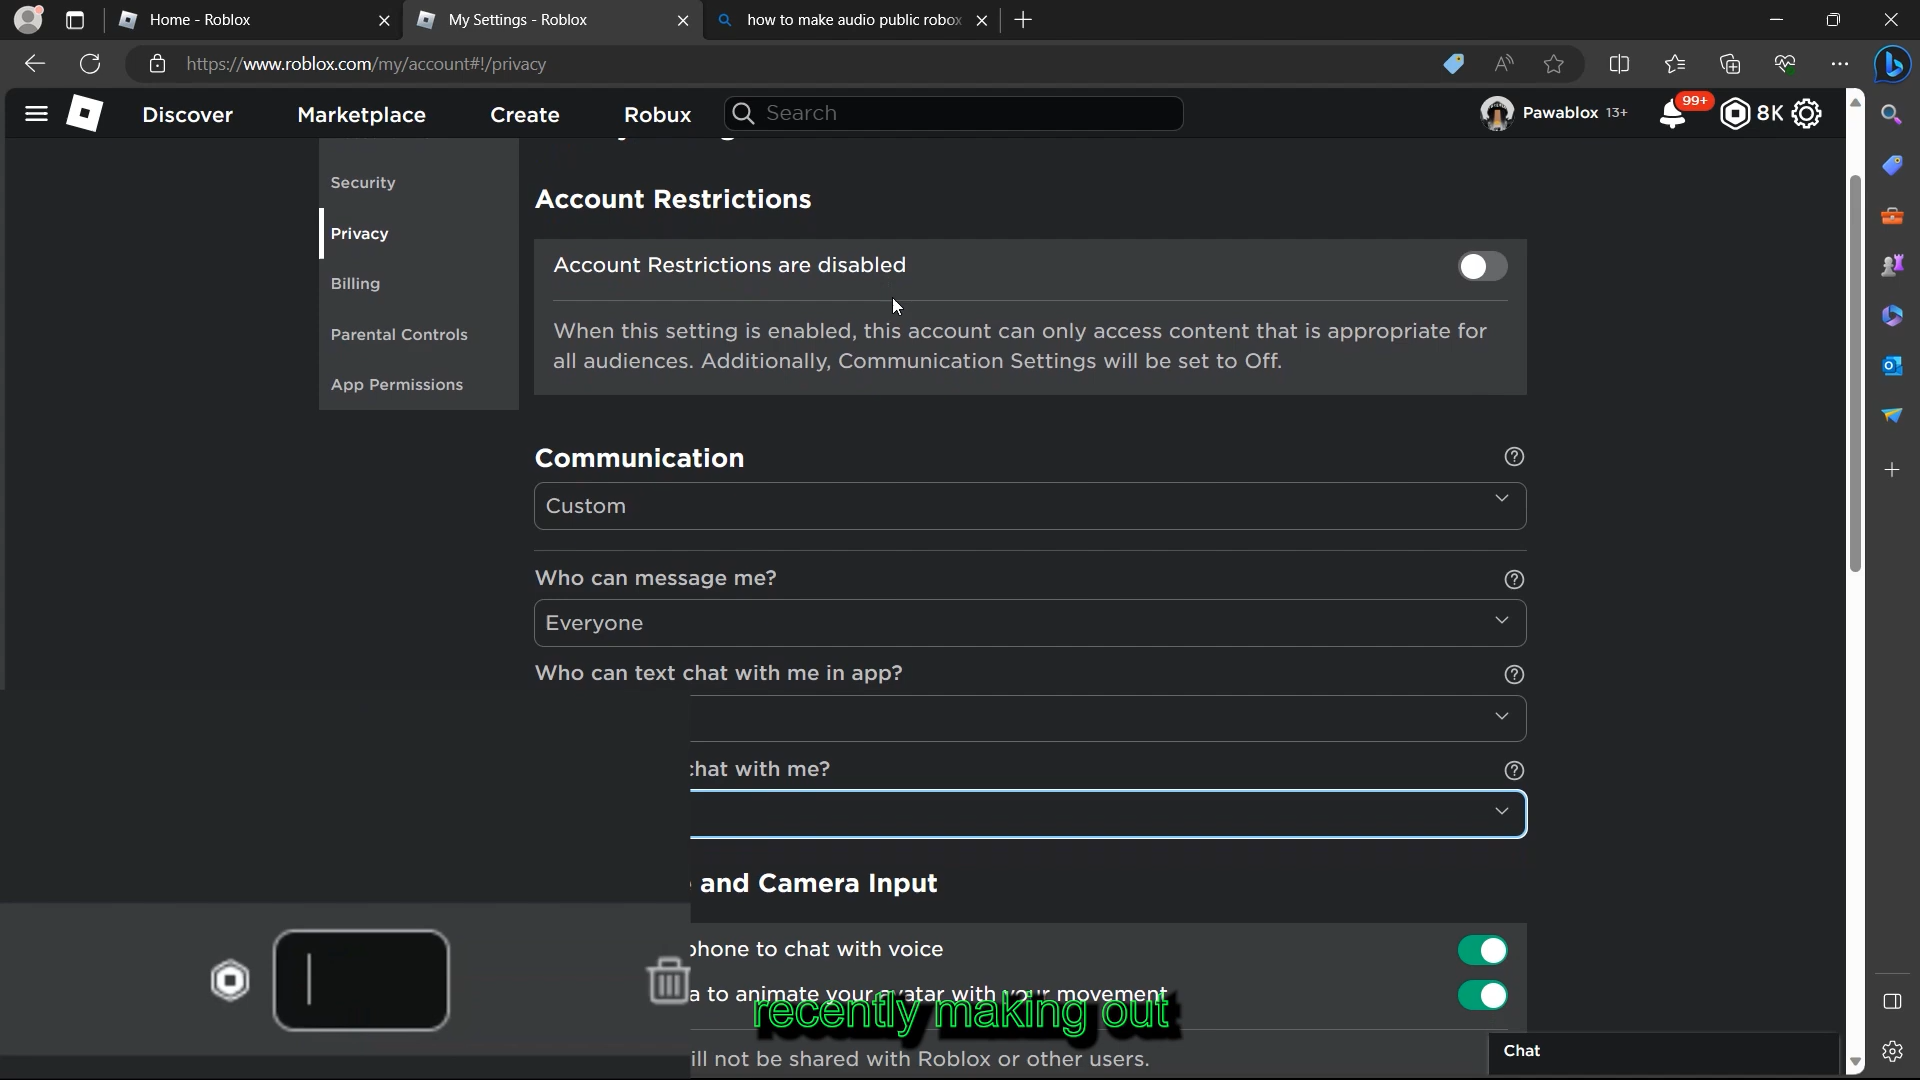 Home - Roblox
My Settings - Roblox
how to make audio public robox
https://www.roblox.com/my/account#!/privacy
Discover
Marketplace
Create
Robux
Search
Pawablox 13+
99+
8K
Security
Privacy
Billing
Parental Controls
App Permissions
Account Restrictions
Account Restrictions are disabled
When this setting is enabled, this account can only access content that is appropriate for
all audiences. Additionally, Communication Settings will be set to Off.
Communication
Custom
Who can message me?
Everyone
Who can text chat with me in app?
chat with me?
and Camera Input
phone to chat with voice
a to animate your avatar with your movement
recently making out
ill not be shared with Roblox or other users.
Chat